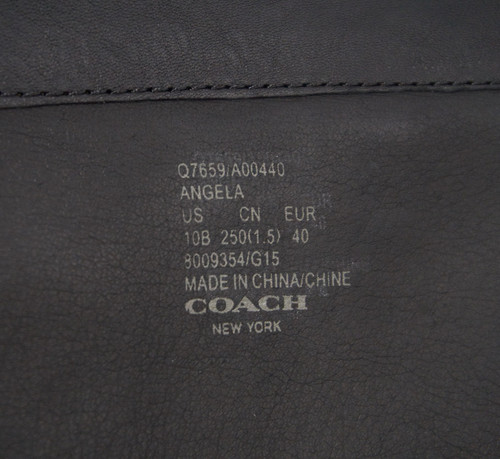 Q7659/A00440
ANGELA
US CN EUR
10B 250(1.5) 40
8009354/G15
MADE IN CHINA/CHINE
COACH
NEW YORK